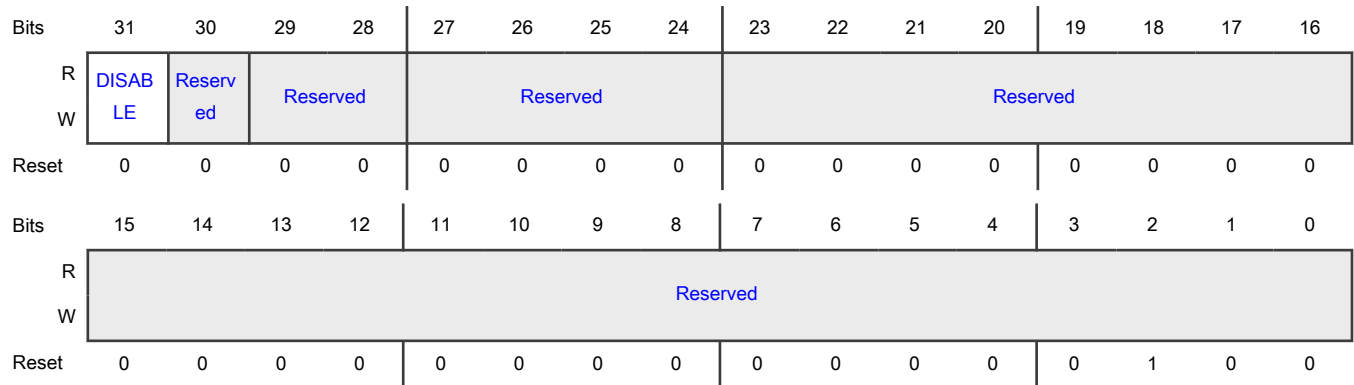 Bits 31 30 29 28 27 26 25 24 23 22 21 20 19 18 17 16
R
DISAB Reserv Reserved Reserved Reserved
LE ed
W
Reset 0 0 0 0 0 0 0 0 0 0 0 0 0 0 0 0
Bits 15 14 13 12 11 10 9 8 7 6 5 4 3 2 1 0
R
Reserved
W
Reset 0 0 0 0 0 0 0 0 0 0 0 0 0 1 0 0